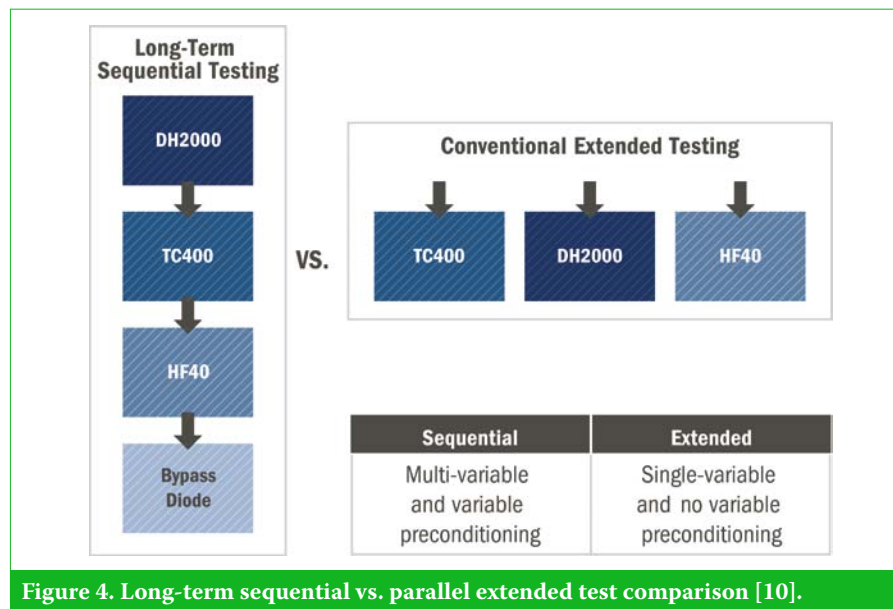 Long-Term
Sequential Testing
DH2000
TC400
HF40
Bypass
Diode
VS.
Conventional Extended Testing
TC400
DH2000
HF40
Sequential
Extended
Multi-variable
and variable
preconditioning
Single-variable
and no variable
preconditioning
Figure 4. Long-term sequential vs. parallel extended test comparison [10].